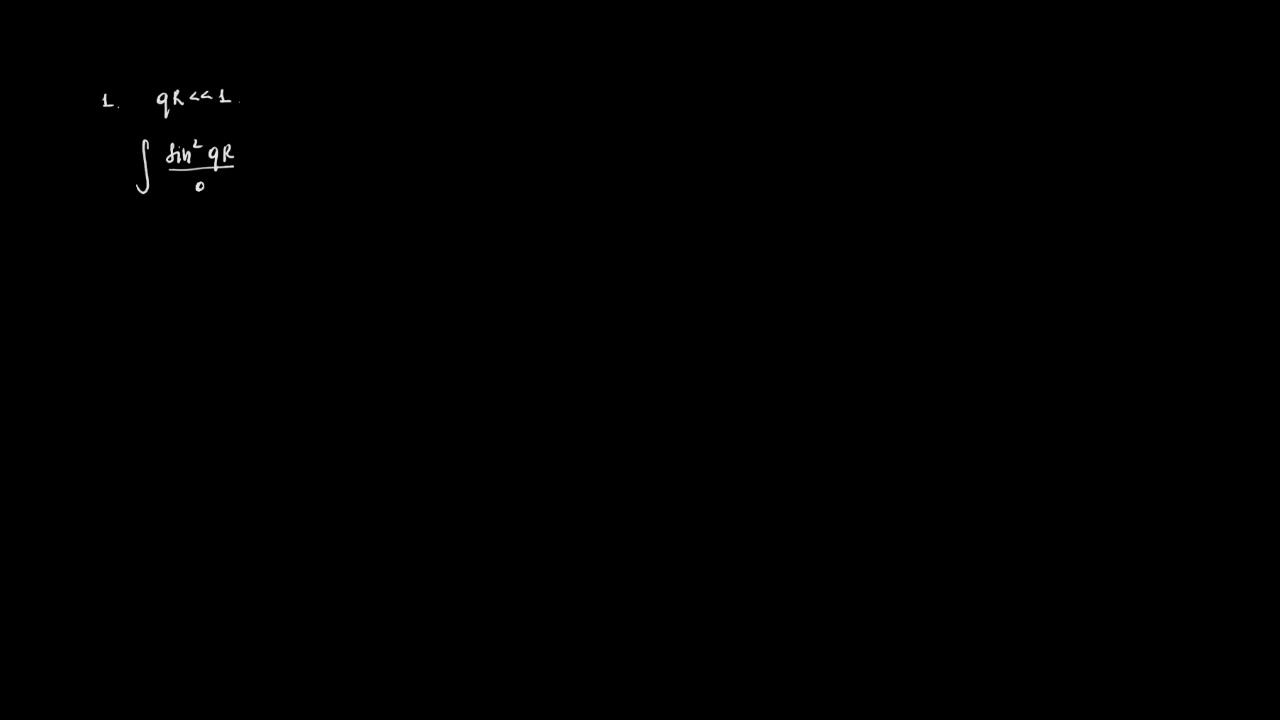 1. qR<<1.
∫ sin² qR / 0